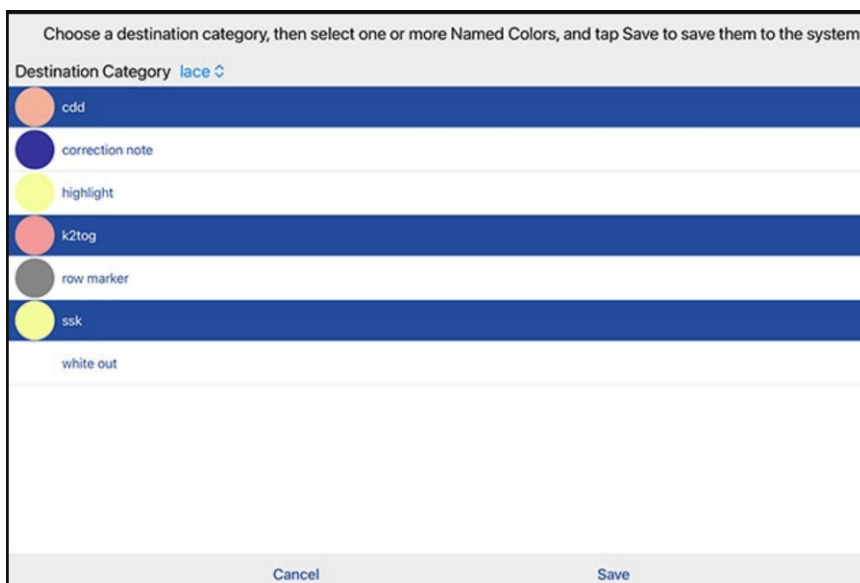 Choose a destination category, then select one or more Named Colors, and tap Save to save them to the system
Destination Category lace
cdd
correction note
highlight
k2tog
row marker
ssk
white out
Cancel Save